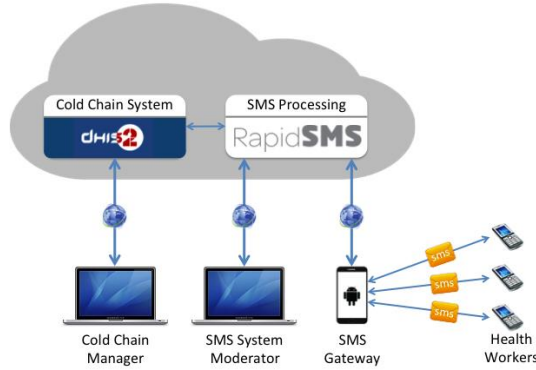 Cold Chain System
SMS Processing
dHIS2
RapidSMS
sms
sms
sms
Cold Chain
Manager
SMS System
Moderator
SMS
Gateway
Health
Workers